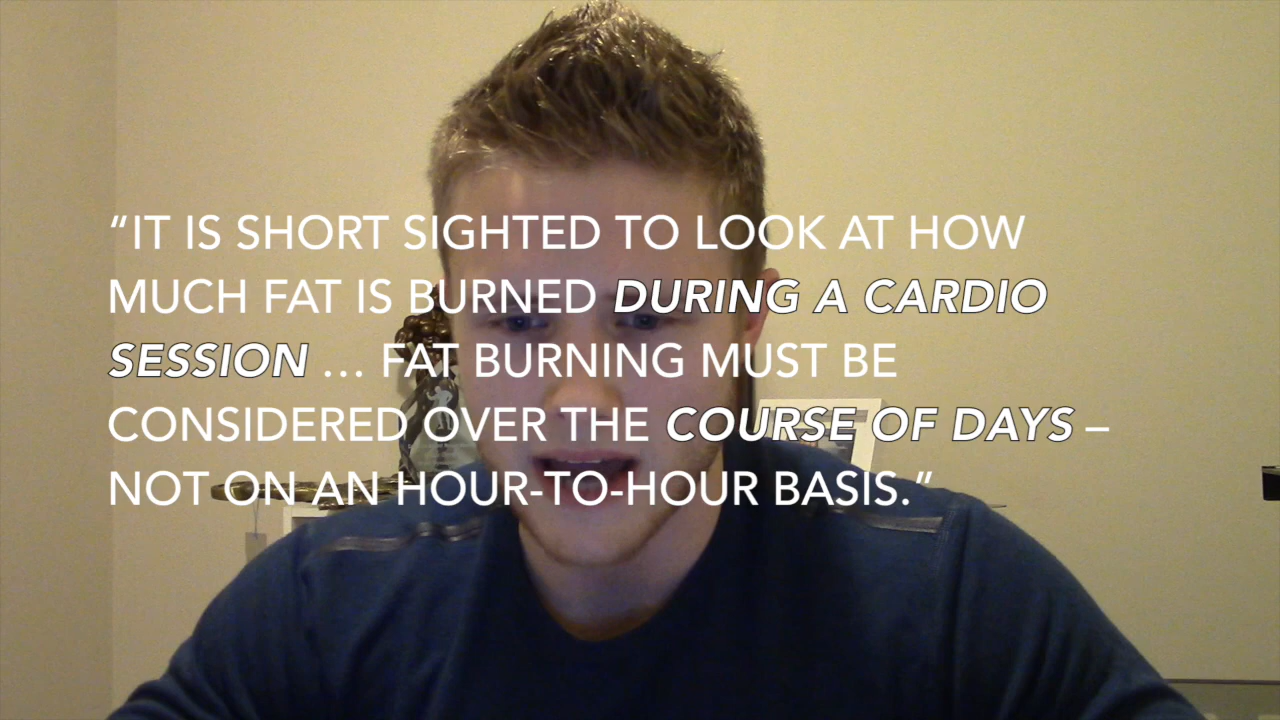 “IT IS SHORT SIGHTED TO LOOK AT HOW
MUCH FAT IS BURNED DURING A CARDIO
SESSION … FAT BURNING MUST BE
CONSIDERED OVER THE COURSE OF DAYS –
NOT ON AN HOUR-TO-HOUR BASIS.”